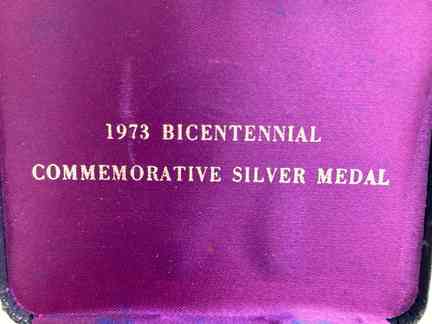 1973 BICENTENNIAL
COMMEMORATIVE SILVER MEDAL